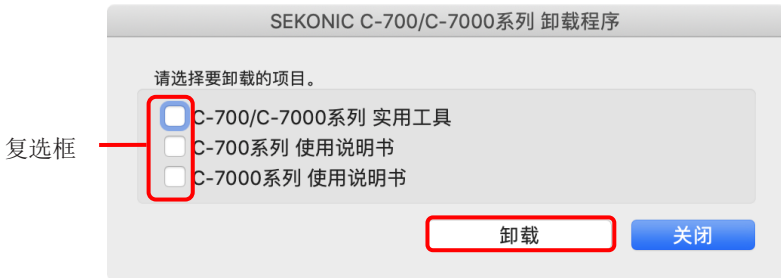 SEKONIC C-700/C-7000系列 卸载程序
请选择要卸载的项目。
C-700/C-7000系列 实用工具
复选框
C-700系列 使用说明书
C-7000系列 使用说明书
卸载
关闭